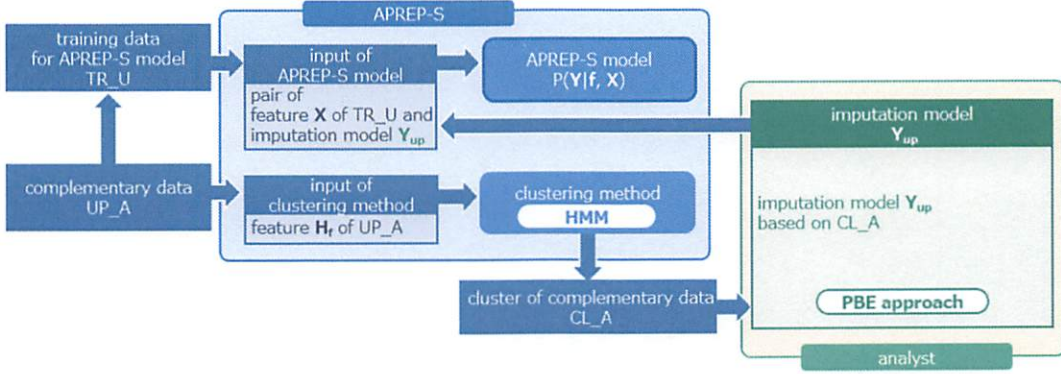 APREP-S
training data
for APREP-S model
TR_U
input of
APREP-S model
pair of
feature X of TR_U and
imputation model Yup
APREP-S model
P(Y|f, X)
imputation model
Yup
complementary data
UP_A
input of
clustering method
feature Hf of UP_A
clustering method
HMM
imputation model Yup
based on CL_A
cluster of complementary data
CL_A
PBE approach
analyst